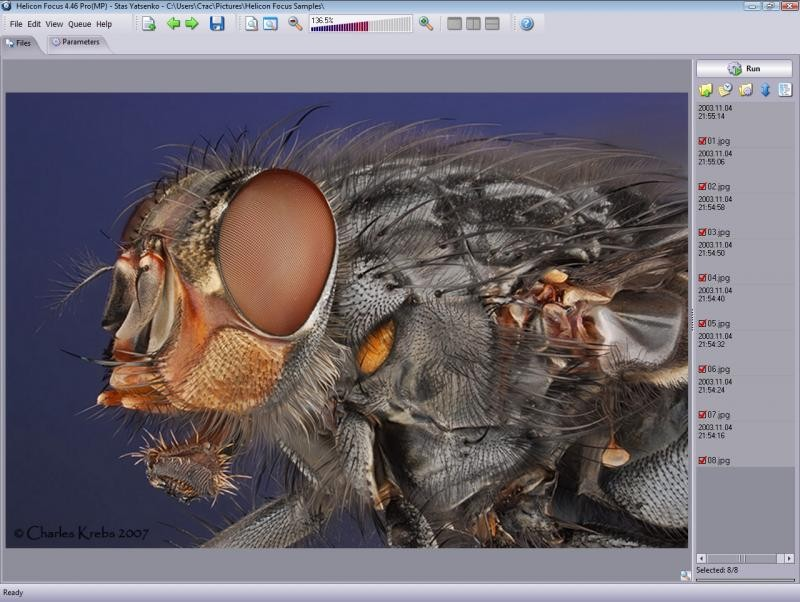 Helicon Focus 4.46 Pro(MP) - Stas Yatsenko - C:\Users\Crac\Pictures\Helicon Focus Samples\
File Edit View Queue Help
136.5%
Files Parameters
Run
2003.11.04
21:55:14
01.jpg
2003.11.04
21:55:06
02.jpg
2003.11.04
21:54:58
03.jpg
2003.11.04
21:54:50
04.jpg
2003.11.04
21:54:40
05.jpg
2003.11.04
21:54:32
06.jpg
2003.11.04
21:54:24
07.jpg
2003.11.04
21:54:16
08.jpg
© Charles Krebs 2007
Selected: 8/8
Ready